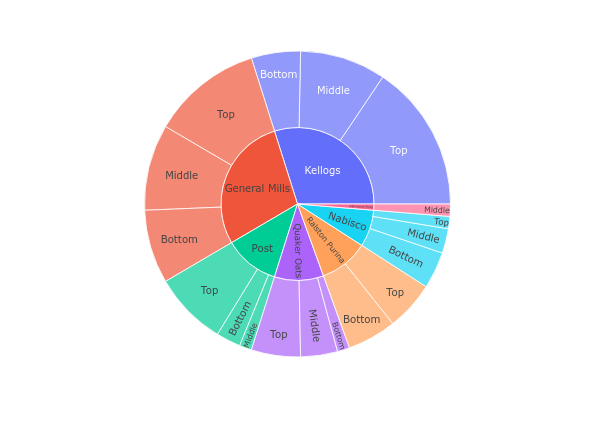 Bottom
Middle
Top
Top
Kellogs
Middle
General Mills
Bottom
Post
Quaker Oats
Ralston Purina
Nabisco
Middle
Top
Middle
Bottom
Top
Bottom
Middle
Top
Middle
Bottom
Bottom
Top